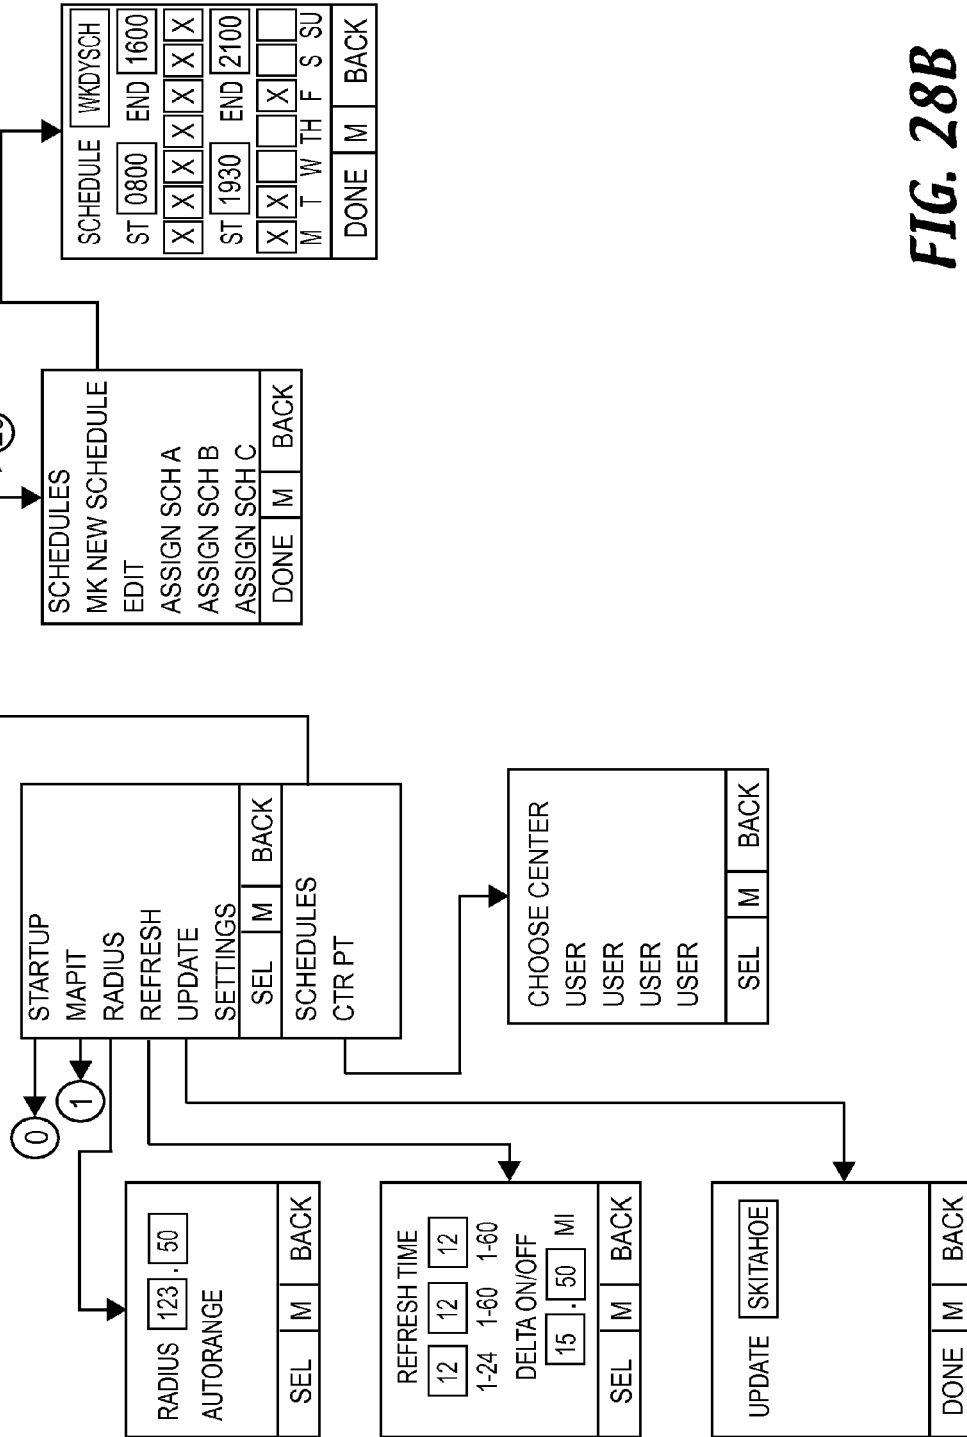 RADIUS 123 . 50
AUTORANGE
SEL M BACK
REFRESH TIME
12 12 12
1-24 1-60 1-60
DELTA ON/OFF
15 . 50 MI
SEL M BACK
UPDATE SKITAHOE
DONE M BACK
0
1
STARTUP
MAPIT
RADIUS
REFRESH
UPDATE
SETTINGS
SEL M BACK
SCHEDULES
CTR PT
CHOOSE CENTER
USER
USER
USER
USER
SEL M BACK
SCHEDULES
MK NEW SCHEDULE
EDIT
ASSIGN SCH A
ASSIGN SCH B
ASSIGN SCH C
DONE M BACK
SCHEDULE WKDYSCH
ST 0800 END 1600
X X X X X X X
ST 1930 END 2100
X X X
M T W TH F S SU
DONE M BACK
FIG. 28B